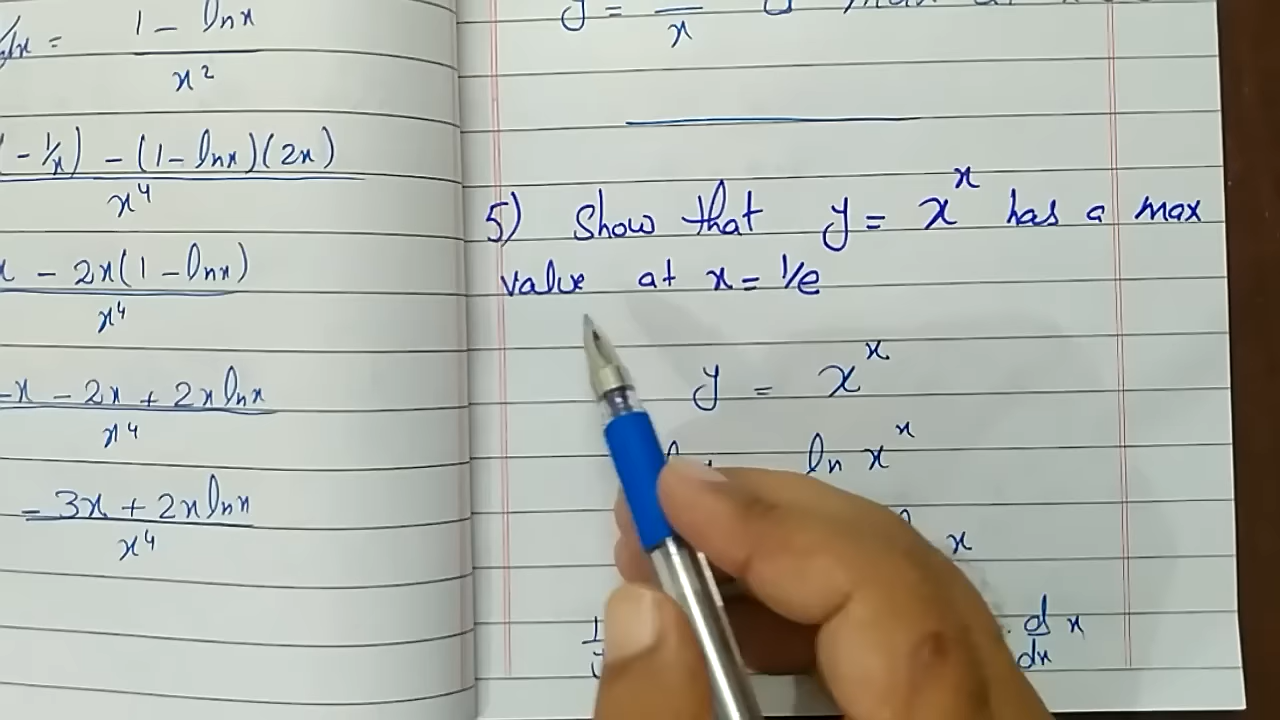 dx = 1 - ln x / x²
- 1/x) - (1 - ln x)(2x) / x⁴
x - 2x(1 - ln x) / x⁴
-x - 2x + 2x ln x / x⁴
- 3x + 2x ln x / x⁴
y = / x
5) Show that y = x^x has a max
value at x = 1/e
y = x^x
ln x^x
x
. d/dx x